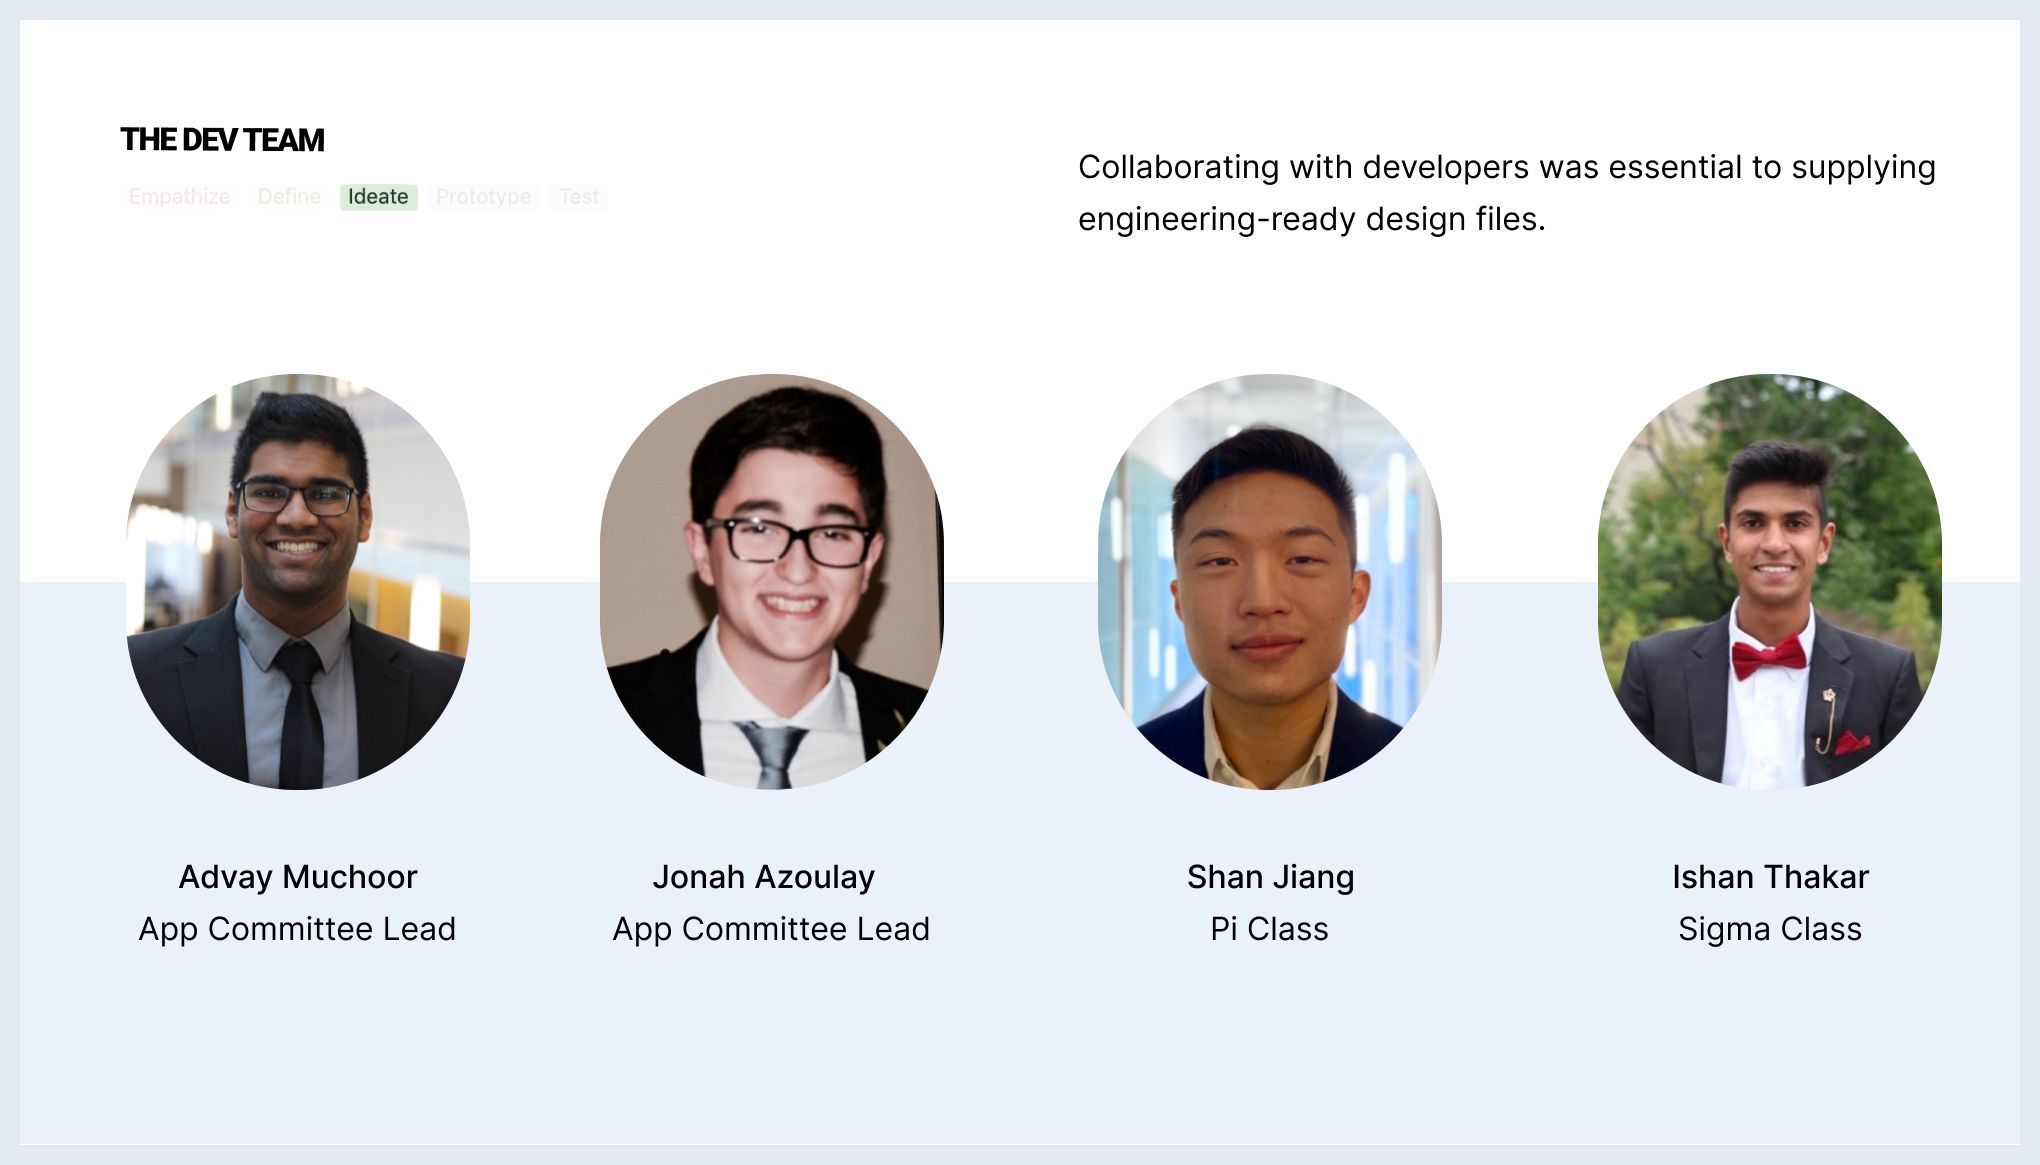 THE DEV TEAM
Empathize Define Ideate Prototype Test
Collaborating with developers was essential to supplying
engineering-ready design files.
Advay Muchoor
App Committee Lead
Jonah Azoulay
App Committee Lead
Shan Jiang
Pi Class
Ishan Thakar
Sigma Class